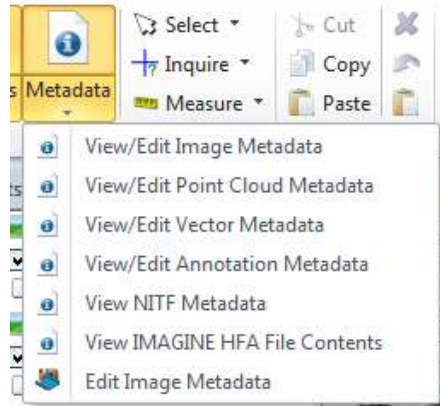 Select
Cut
Inquire
Copy
s Metadata
Measure
Paste
View/Edit Image Metadata
View/Edit Point Cloud Metadata
ts
View/Edit Vector Metadata
View/Edit Annotation Metadata
View NITF Metadata
View IMAGINE HFA File Contents
Edit Image Metadata